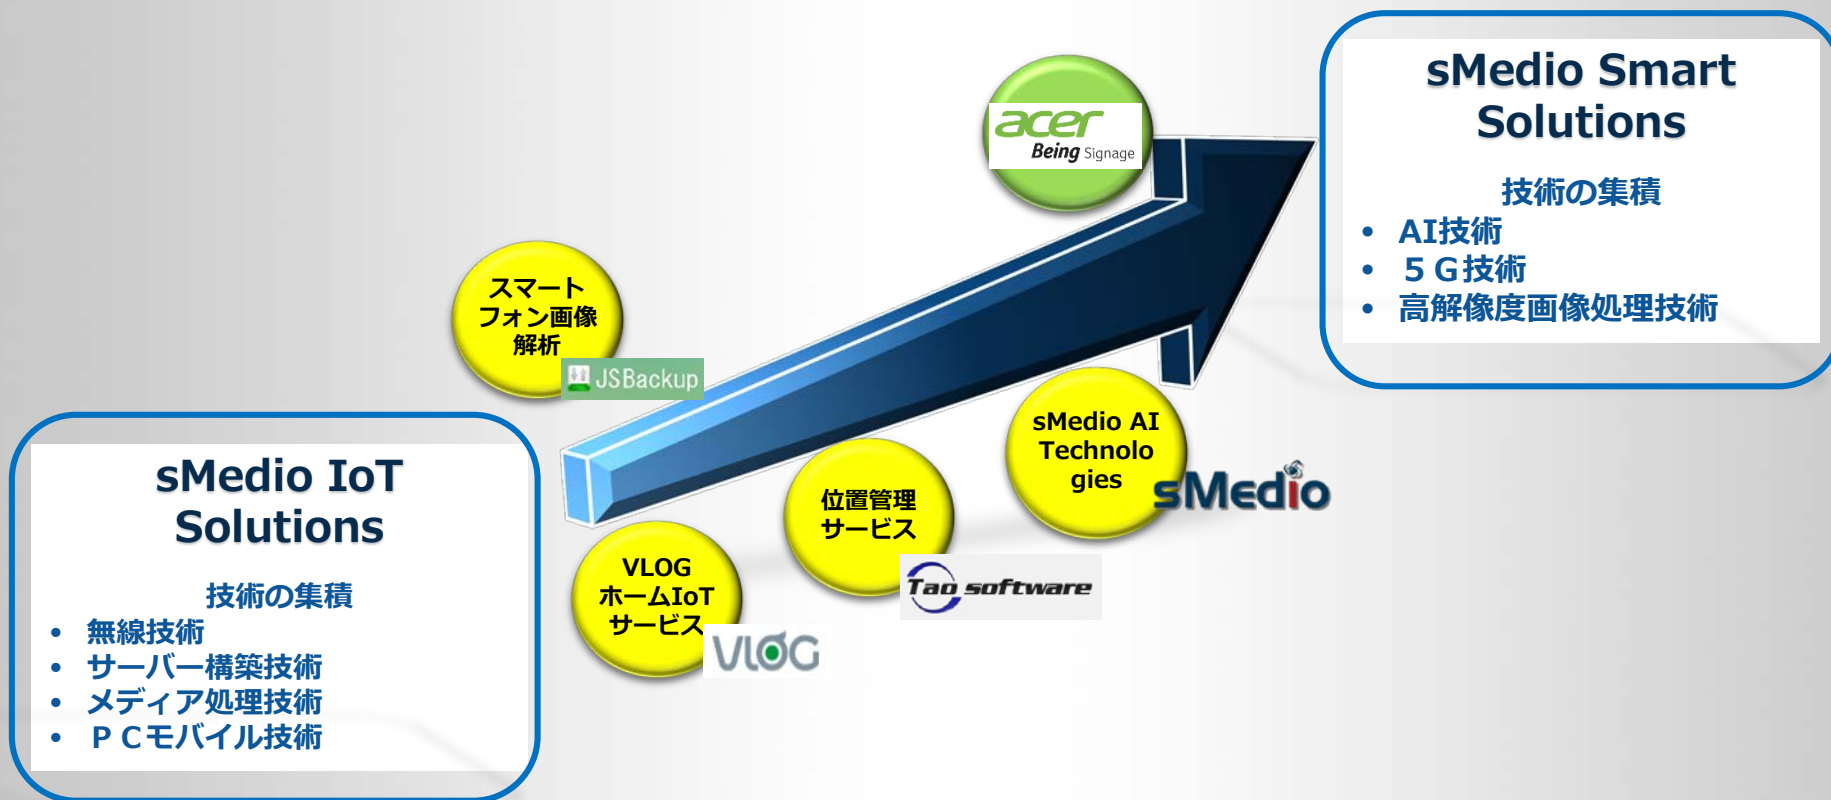 sMedio Smart
Solutions
技術の集積
• AI技術
• ５Ｇ技術
• 高解像度画像処理技術
acer
Being Signage
スマート
フォン画像
解析
JSBackup
sMedio AI
Technolo
gies
sMedio
位置管理
サービス
Tao software
VLOG
ホームIoT
サービス
VLOG
sMedio IoT
Solutions
技術の集積
• 無線技術
• サーバー構築技術
• メディア処理技術
• ＰＣモバイル技術